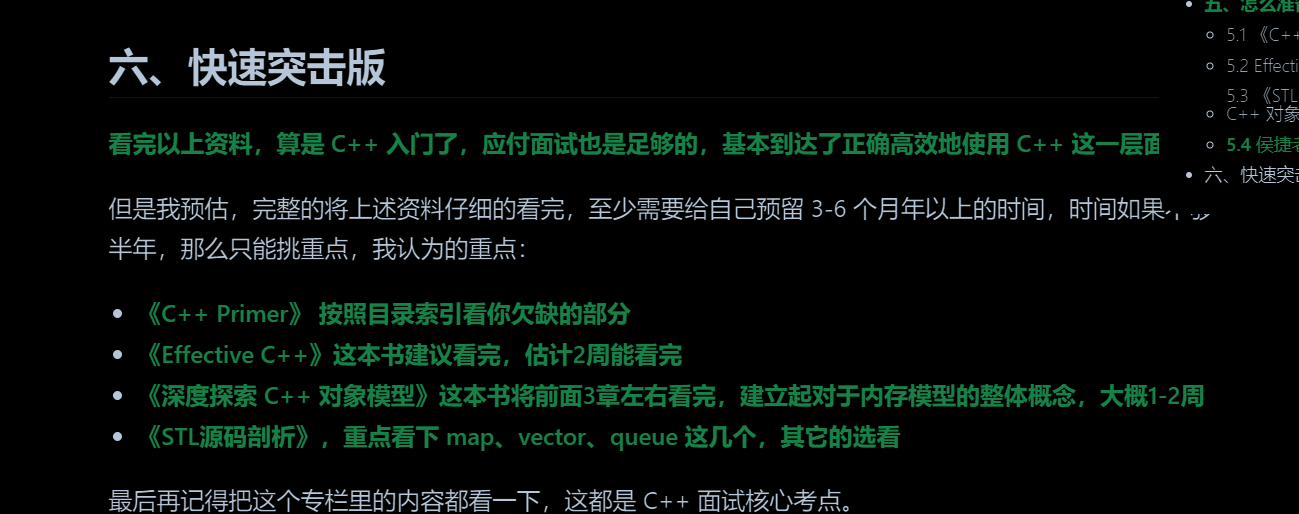 六、快速突击版
看完以上资料，算是 C++ 入门了，应付面试也是足够的，基本到达了正确高效地使用 C++ 这一层面
但是我预估，完整的将上述资料仔细的看完，至少需要给自己预留 3-6 个月年以上的时间，时间如果不够
半年，那么只能挑重点，我认为的重点：
《C++ Primer》 按照目录索引看你欠缺的部分
《Effective C++》这本书建议看完，估计2周能看完
《深度探索 C++ 对象模型》这本书将前面3章左右看完，建立起对于内存模型的整体概念，大概1-2周
《STL源码剖析》，重点看下 map、vector、queue 这几个，其它的选看
最后再记得把这个专栏里的内容都看一下，这都是 C++ 面试核心考点。
五、怎么准
5.1 《C++
5.2 Effecti
5.3 《STL
C++ 对象
5.4 侯捷
六、快速突